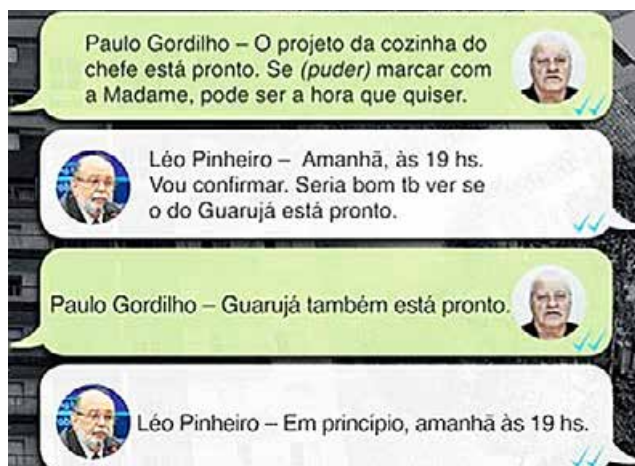 Paulo Gordilho – O projeto da cozinha do
chefe está pronto. Se (puder) marcar com
a Madame, pode ser a hora que quiser.
Léo Pinheiro – Amanhã, às 19 hs.
Vou confirmar. Seria bom tb ver se
o do Guarujá está pronto.
Paulo Gordilho – Guarujá também está pronto.
Léo Pinheiro – Em princípio, amanhã às 19 hs.